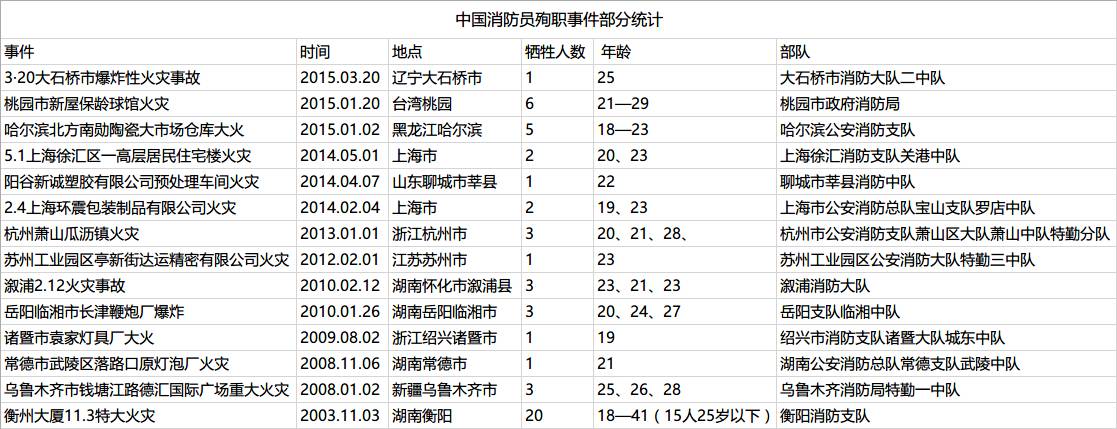 中国消防员殉职事件部分统计
事件 时间 地点 牺牲人数 年龄 部队
3·20大石桥市爆炸性火灾事故 2015.03.20 辽宁大石桥市 1 25 大石桥市消防大队二中队
桃园市新屋保龄球馆火灾 2015.01.20 台湾桃园 6 21—29 桃园市政府消防局
哈尔滨北方南勋陶瓷大市场仓库大火 2015.01.02 黑龙江哈尔滨 5 18—23 哈尔滨公安消防支队
5.1上海徐汇区一高层居民住宅楼火灾 2014.05.01 上海市 2 20、23 上海徐汇消防支队关港中队
阳谷新诚塑胶有限公司预处理车间火灾 2014.04.07 山东聊城市莘县 1 22 聊城市莘县消防中队
2.4上海环震包装制品有限公司火灾 2014.02.04 上海市 2 19、23 上海市公安消防总队宝山支队罗店中队
杭州萧山瓜沥镇火灾 2013.01.01 浙江杭州市 3 20、21、28、 杭州市公安消防支队萧山区大队萧山中队特勤分队
苏州工业园区亭新街达运精密有限公司火灾 2012.02.01 江苏苏州市 1 23 苏州工业园区公安消防大队特勤三中队
溆浦2.12火灾事故 2010.02.12 湖南怀化市溆浦县 3 23、21、23 溆浦消防大队
岳阳临湘市长津鞭炮厂爆炸 2010.01.26 湖南岳阳临湘市 3 20、24、27 岳阳支队临湘中队
诸暨市袁家灯具厂大火 2009.08.02 浙江绍兴诸暨市 1 19 绍兴市消防支队诸暨大队城东中队
常德市武陵区落路口原灯泡厂火灾 2008.11.06 湖南常德市 1 21 湖南公安消防总队常德支队武陵中队
乌鲁木齐市钱塘江路德汇国际广场重大火灾 2008.01.02 新疆乌鲁木齐市 3 25、26、28 乌鲁木齐消防局特勤一中队
衡州大厦11.3特大火灾 2003.11.03 湖南衡阳 20 18—41（15人25岁以下） 衡阳消防支队